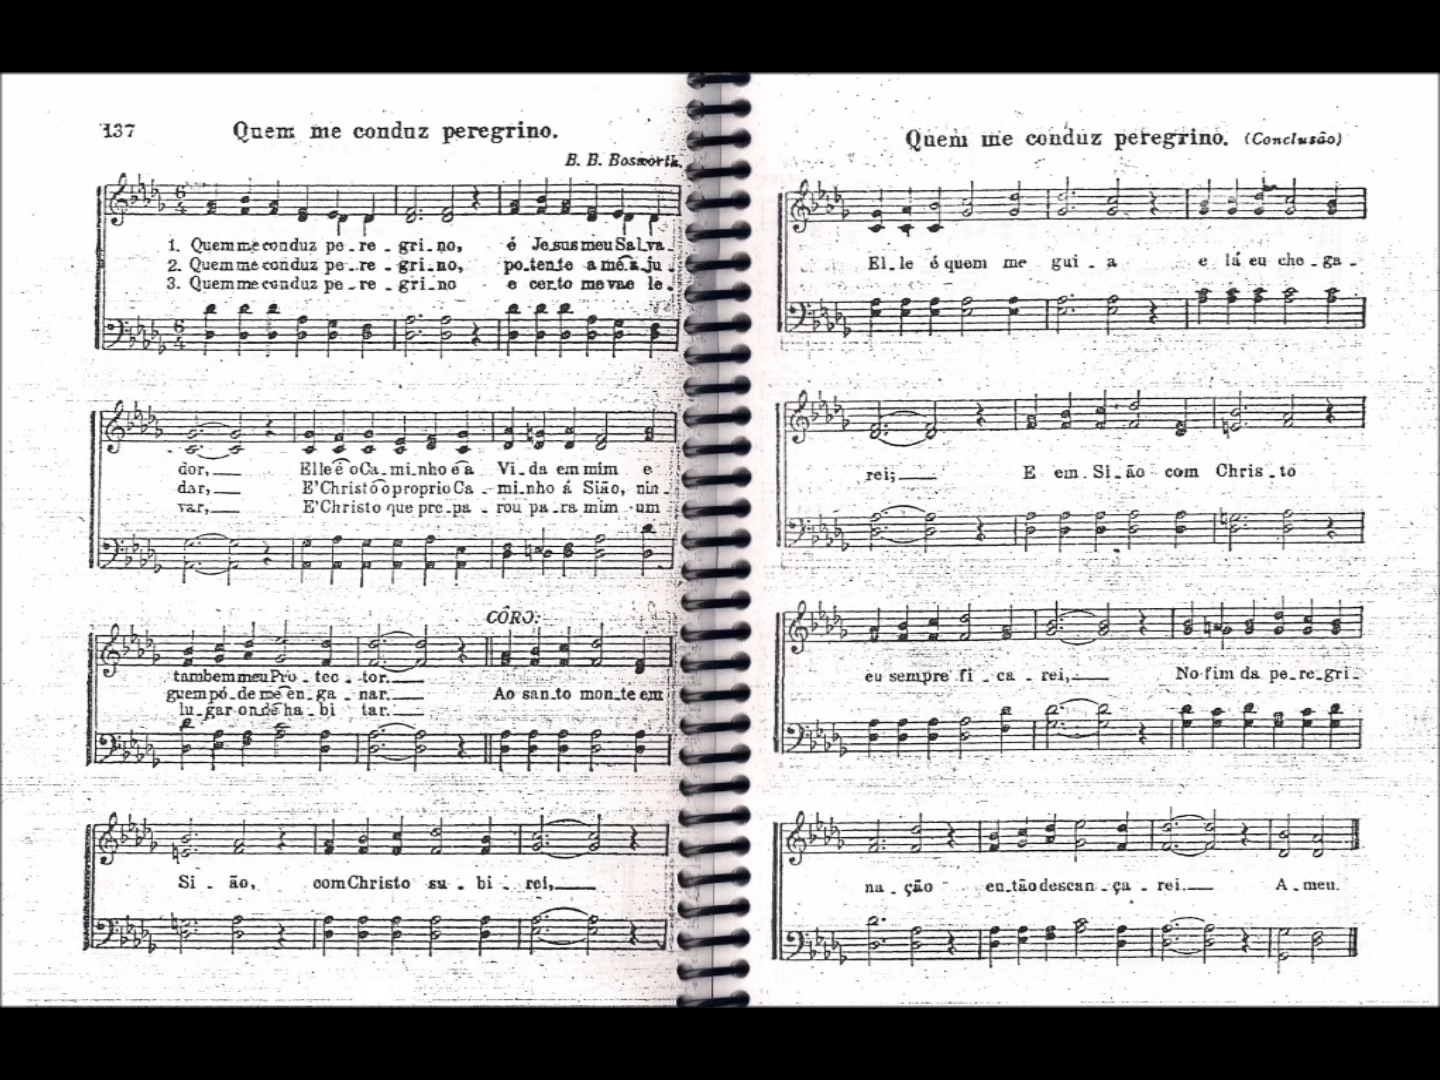 137
Quem me conduz peregrino.
B. B. Bosworth.
1. Quem me conduz pe-re-gri-no, é Jesus meu Salva-
2. Quem me conduz pe-re-gri-no, po-tente a me a-ju-
3. Quem me conduz pe-re-gri-no e certo me vae le-
dor, Elle é o Ca-mi-nho é a Vi-da em mim e
dar, E' Christo o proprio Ca-mi-nho á Sião, nin-
var, E' Christo que pre-pa-rou pa-ra mim um
tambem meu Pro-tec-tor.
guem pó-de me en-ga-nar.
lu-gar onde ha-bi tar.
CÔRO:
Ao san-to mon-te em
Si-ão, com Christo su-bi-rei,
Quem me conduz peregrino. (Conclusão)
El-le é quem me gui-a e lá eu che-ga-
rei; E em Si-ão com Chris-to
eu sempre fi-ca-rei, No fim da pe-re-gri-
na-ção en-tão descan-ça-rei. A-men.